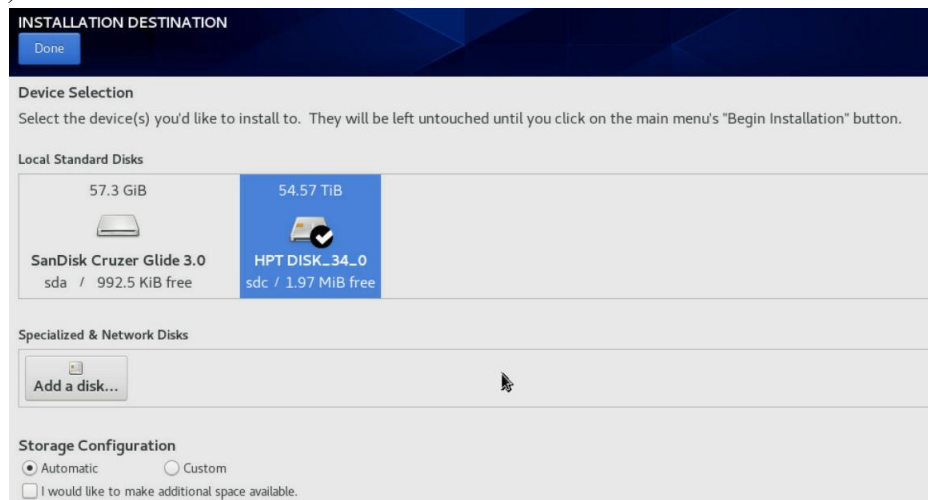 INSTALLATION DESTINATION
Done
Device Selection
Select the device(s) you'd like to install to. They will be left untouched until you click on the main menu's "Begin Installation" button.
Local Standard Disks
57.3 GiB
54.57 TiB
SanDisk Cruzer Glide 3.0
HPT DISK_34_0
sda / 992.5 KiB free
sdc / 1.97 MiB free
Specialized & Network Disks
Add a disk...
Storage Configuration
Automatic
Custom
I would like to make additional space available.